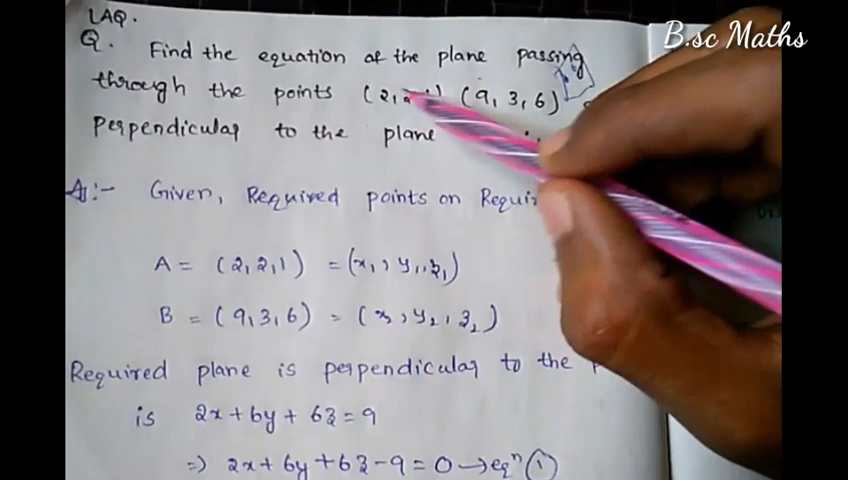 LAQ.
B.sc Maths
Q. Find the equation of the plane passing
through the points (2,2 (9, 3, 6)
perpendicular to the plane
A:- Given, Required points on
A = (2, 2, 1) = (x₁, y₁, z₁)
B = (9, 3, 6) = (x₂, y₂, z₂)
Required plane is perpendicular to the
is 2x + 6y + 6z = 9
=> 2x + 6y + 6z - 9 = 0 → eqⁿ ①